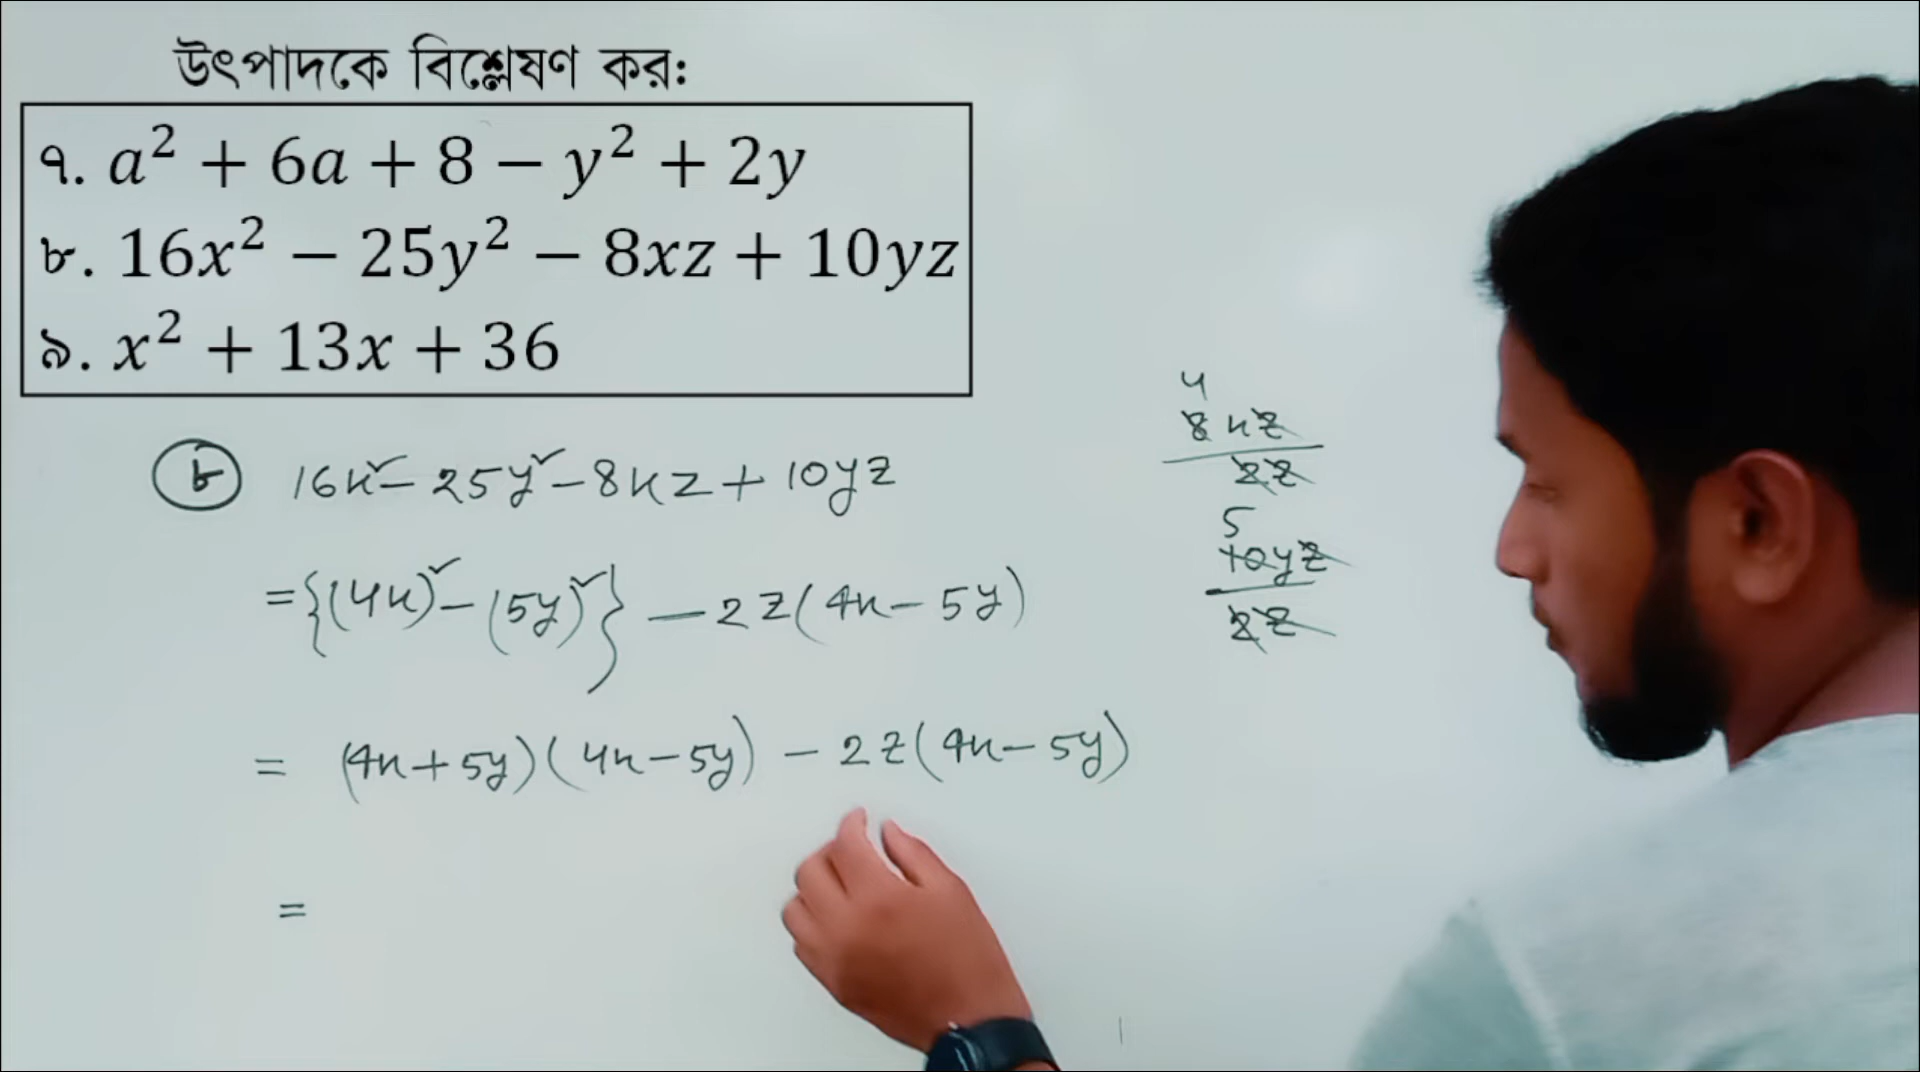 উৎপাদকে বিশ্লেষণ কর:
৭. a² + 6a + 8 − y² + 2y
৮. 16x² − 25y² − 8xz + 10yz
৯. x² + 13x + 36
৮ 16x² − 25y² − 8xz + 10yz
= {(4x)² − (5y)²} − 2z(4x − 5y)
= (4x + 5y)(4x − 5y) − 2z(4x − 5y)
=
4
8xz
2z
5
10yz
2z